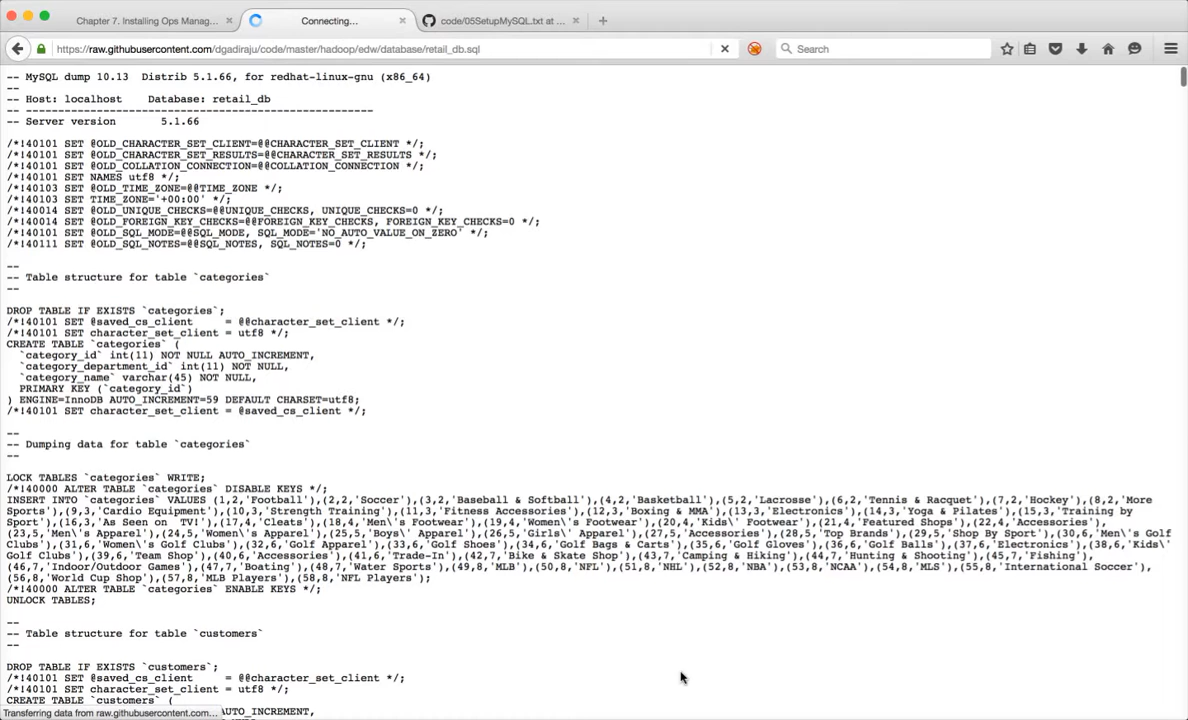 Chapter 7. Installing Ops Manag... × Connecting... × code/05SetupMySQL.txt at ... × +
https://raw.githubusercontent.com/dgadiraju/code/master/hadoop/edw/database/retail_db.sql Search
-- MySQL dump 10.13  Distrib 5.1.66, for redhat-linux-gnu (x86_64)
--
-- Host: localhost    Database: retail_db
-- ------------------------------------------------------
-- Server version      5.1.66
/*!40101 SET @OLD_CHARACTER_SET_CLIENT=@@CHARACTER_SET_CLIENT */;
/*!40101 SET @OLD_CHARACTER_SET_RESULTS=@@CHARACTER_SET_RESULTS */;
/*!40101 SET @OLD_COLLATION_CONNECTION=@@COLLATION_CONNECTION */;
/*!40101 SET NAMES utf8 */;
/*!40103 SET @OLD_TIME_ZONE=@@TIME_ZONE */;
/*!40103 SET TIME_ZONE='+00:00' */;
/*!40014 SET @OLD_UNIQUE_CHECKS=@@UNIQUE_CHECKS, UNIQUE_CHECKS=0 */;
/*!40014 SET @OLD_FOREIGN_KEY_CHECKS=@@FOREIGN_KEY_CHECKS, FOREIGN_KEY_CHECKS=0 */;
/*!40101 SET @OLD_SQL_MODE=@@SQL_MODE, SQL_MODE='NO_AUTO_VALUE_ON_ZERO' */;
/*!40111 SET @OLD_SQL_NOTES=@@SQL_NOTES, SQL_NOTES=0 */;
--
-- Table structure for table `categories`
--
DROP TABLE IF EXISTS `categories`;
/*!40101 SET @saved_cs_client     = @@character_set_client */;
/*!40101 SET character_set_client = utf8 */;
CREATE TABLE `categories` (
  `category_id` int(11) NOT NULL AUTO_INCREMENT,
  `category_department_id` int(11) NOT NULL,
  `category_name` varchar(45) NOT NULL,
  PRIMARY KEY (`category_id`)
) ENGINE=InnoDB AUTO_INCREMENT=59 DEFAULT CHARSET=utf8;
/*!40101 SET character_set_client = @saved_cs_client */;
--
-- Dumping data for table `categories`
--
LOCK TABLES `categories` WRITE;
/*!40000 ALTER TABLE `categories` DISABLE KEYS */;
INSERT INTO `categories` VALUES (1,2,'Football'),(2,2,'Soccer'),(3,2,'Baseball & Softball'),(4,2,'Basketball'),(5,2,'Lacrosse'),(6,2,'Tennis & Racquet'),(7,2,'Hockey'),(8,2,'More
Sports'),(9,3,'Cardio Equipment'),(10,3,'Strength Training'),(11,3,'Fitness Accessories'),(12,3,'Boxing & MMA'),(13,3,'Electronics'),(14,3,'Yoga & Pilates'),(15,3,'Training by
Sport'),(16,3,'As Seen on  TV!'),(17,4,'Cleats'),(18,4,'Men\'s Footwear'),(19,4,'Women\'s Footwear'),(20,4,'Kids\' Footwear'),(21,4,'Featured Shops'),(22,4,'Accessories'),
(23,5,'Men\'s Apparel'),(24,5,'Women\'s Apparel'),(25,5,'Boys\' Apparel'),(26,5,'Girls\' Apparel'),(27,5,'Accessories'),(28,5,'Top Brands'),(29,5,'Shop By Sport'),(30,6,'Men\'s Golf
Clubs'),(31,6,'Women\'s Golf Clubs'),(32,6,'Golf Apparel'),(33,6,'Golf Shoes'),(34,6,'Golf Bags & Carts'),(35,6,'Golf Gloves'),(36,6,'Golf Balls'),(37,6,'Electronics'),(38,6,'Kids\'
Golf Clubs'),(39,6,'Team Shop'),(40,6,'Accessories'),(41,6,'Trade-In'),(42,7,'Bike & Skate Shop'),(43,7,'Camping & Hiking'),(44,7,'Hunting & Shooting'),(45,7,'Fishing'),
(46,7,'Indoor/Outdoor Games'),(47,7,'Boating'),(48,7,'Water Sports'),(49,8,'MLB'),(50,8,'NFL'),(51,8,'NHL'),(52,8,'NBA'),(53,8,'NCAA'),(54,8,'MLS'),(55,8,'International Soccer'),
(56,8,'World Cup Shop'),(57,8,'MLB Players'),(58,8,'NFL Players');
/*!40000 ALTER TABLE `categories` ENABLE KEYS */;
UNLOCK TABLES;
--
-- Table structure for table `customers`
--
DROP TABLE IF EXISTS `customers`;
/*!40101 SET @saved_cs_client     = @@character_set_client */;
/*!40101 SET character_set_client = utf8 */;
CREATE TABLE `customers` (
Transferring data from raw.githubusercontent.com... AUTO_INCREMENT,